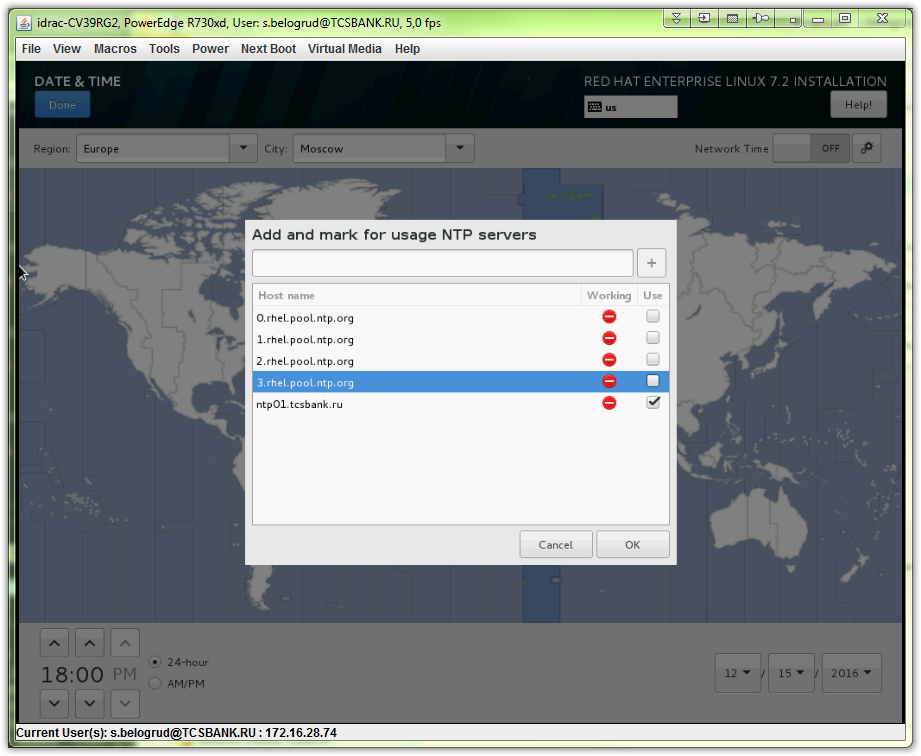 idrac-CV39RG2, PowerEdge R730xd, User: s.belogrud@TCSBANK.RU, 5,0 fps
File View Macros Tools Power Next Boot Virtual Media Help
DATE & TIME
RED HAT ENTERPRISE LINUX 7.2 INSTALLATION
Done
us
Help!
Region: Europe City: Moscow Network Time OFF
Add and mark for usage NTP servers
+
Host name Working Use
0.rhel.pool.ntp.org
1.rhel.pool.ntp.org
2.rhel.pool.ntp.org
3.rhel.pool.ntp.org
ntp01.tcsbank.ru
Cancel OK
18:00 PM
24-hour
AM/PM
12 / 15 / 2016
Current User(s): s.belogrud@TCSBANK.RU : 172.16.28.74